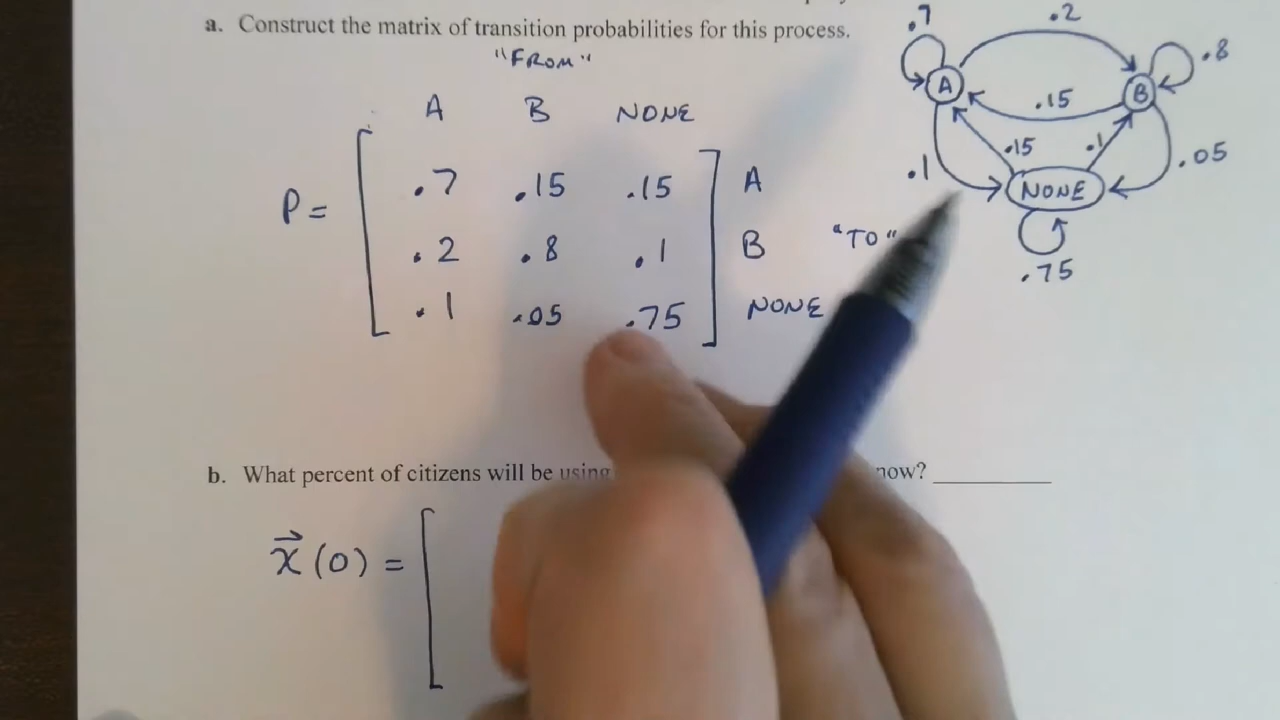 a. Construct the matrix of transition probabilities for this process.
"FROM"
A B NONE
P = .7 .15 .15 A
.2 .8 .1 B "TO"
.1 .05 .75 NONE
.7 .2
A B .8
.15
.15 .1 .05
.1
NONE
.75
b. What percent of citizens will be using now?
x⃗(0) = [